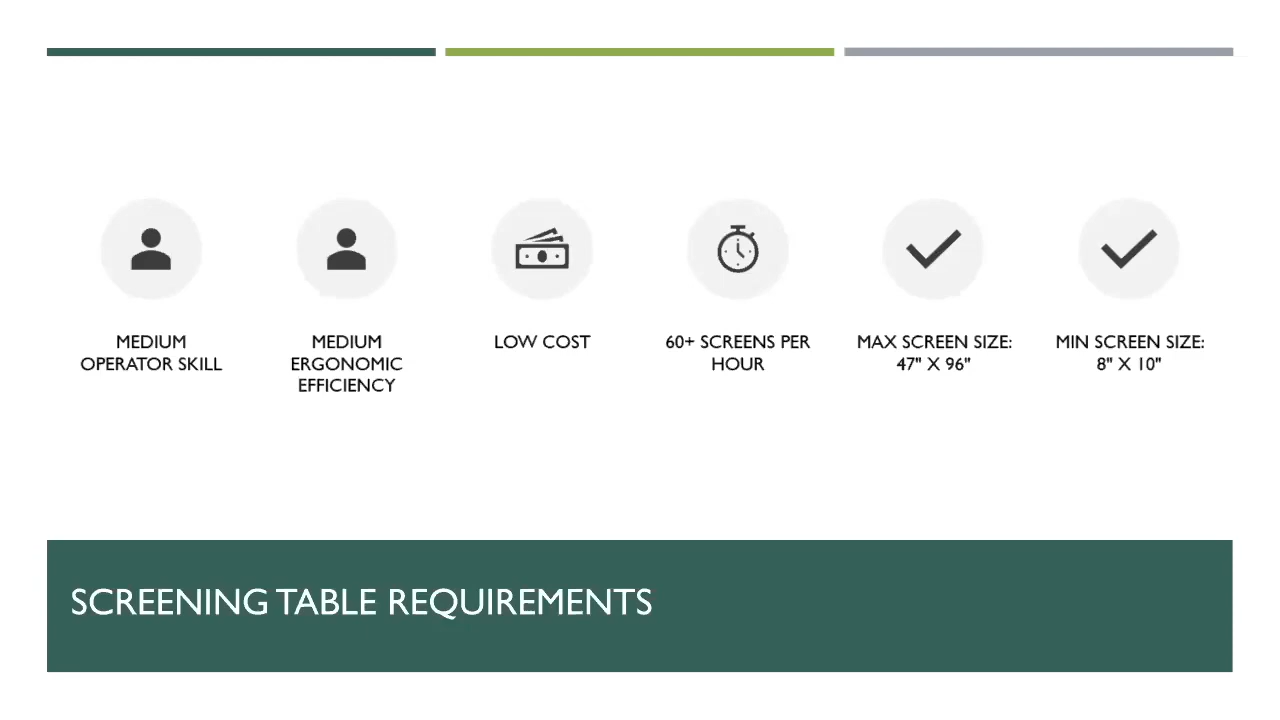 MEDIUM
OPERATOR SKILL
MEDIUM
ERGONOMIC
EFFICIENCY
LOW COST
60+ SCREENS PER
HOUR
MAX SCREEN SIZE:
47" X 96"
MIN SCREEN SIZE:
8" X 10"
SCREENING TABLE REQUIREMENTS